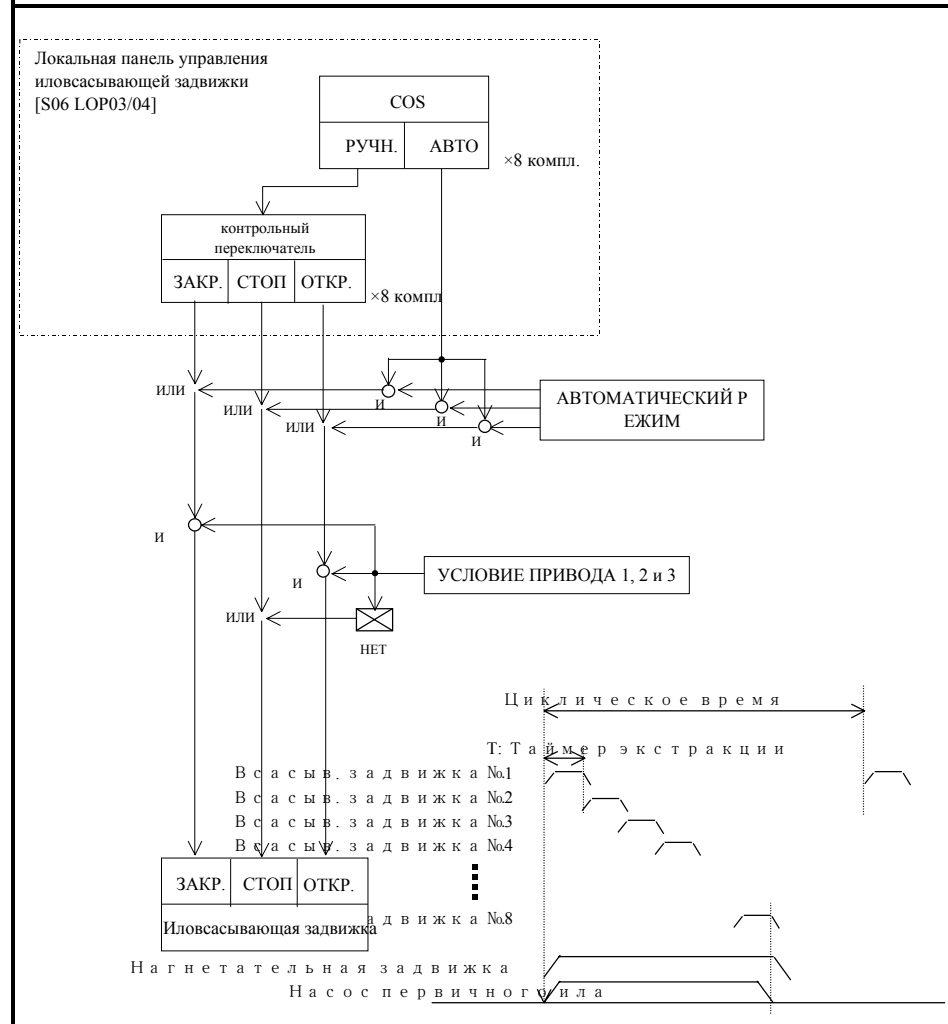 Локальная панель управления
иловсасывающей задвижки
[S06 LOP03/04]
COS
РУЧН. АВТО
×8 компл.
контрольный
переключатель
ЗАКР. СТОП ОТКР.
×8 компл
ИЛИ
И
АВТОМАТИЧЕСКИЙ Р
ЕЖИМ
ИЛИ
И
ИЛИ
И
И
И
УСЛОВИЕ ПРИВОДА 1, 2 и 3
ИЛИ
НЕТ
Циклическое время
T: Таймер экстракции
Всасыв. задвижка №1
Всасыв. задвижка №2
Всасыв. задвижка №3
Всасыв. задвижка №4
ЗАКР. СТОП ОТКР.
Иловсасывающая задвижка
адвижка №8
Нагнетательная задвижка
Насос первичного ила